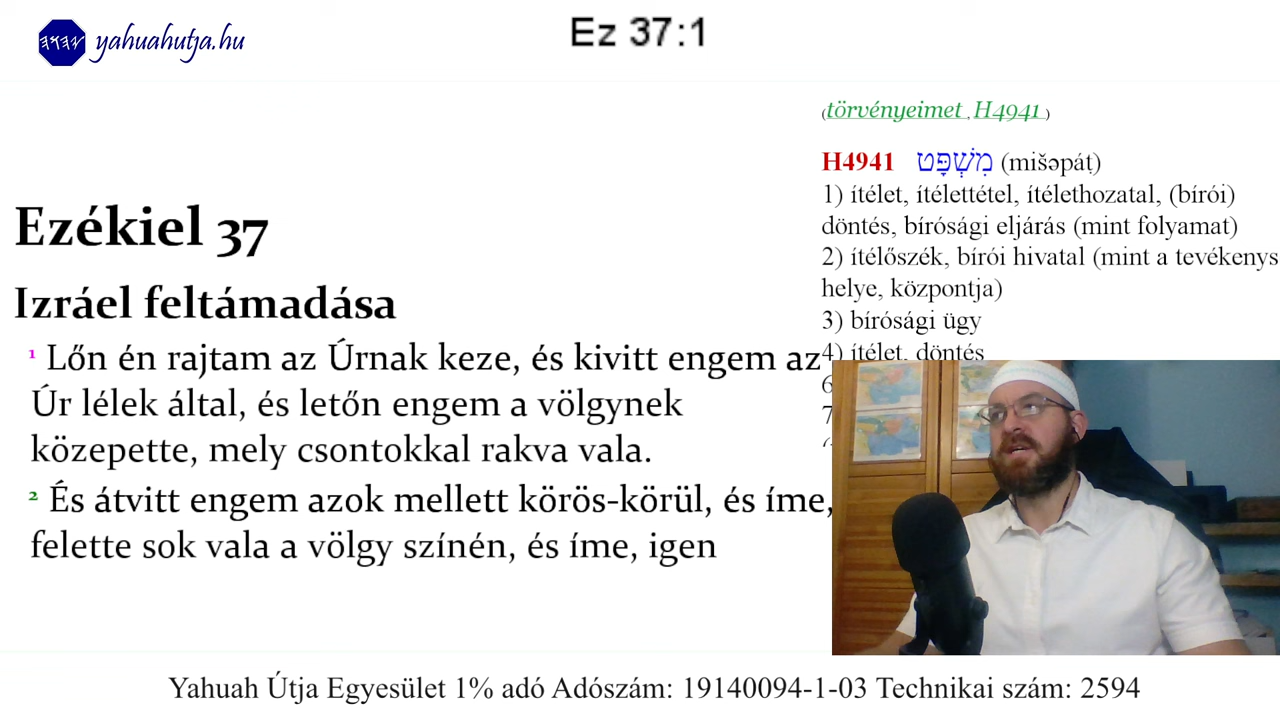 yahuahutja.hu
Ez 37:1
(törvényeimet , H4941 )
H4941 מִשְׁפָּט (mišəpáṭ)
1) ítélet, ítélettétel, ítélethozatal, (bírói)
döntés, bírósági eljárás (mint folyamat)
2) ítélőszék, bírói hivatal (mint a tevékenys
helye, központja)
3) bírósági ügy
4) ítélet, döntés
6
7
Ezékiel 37
Izráel feltámadása
1 Lőn én rajtam az Úrnak keze, és kivitt engem az
Úr lélek által, és letőn engem a völgynek
közepette, mely csontokkal rakva vala.
2 És átvitt engem azok mellett körös-körül, és íme,
felette sok vala a völgy színén, és íme, igen
Yahuah Útja Egyesület 1% adó Adószám: 19140094-1-03 Technikai szám: 2594